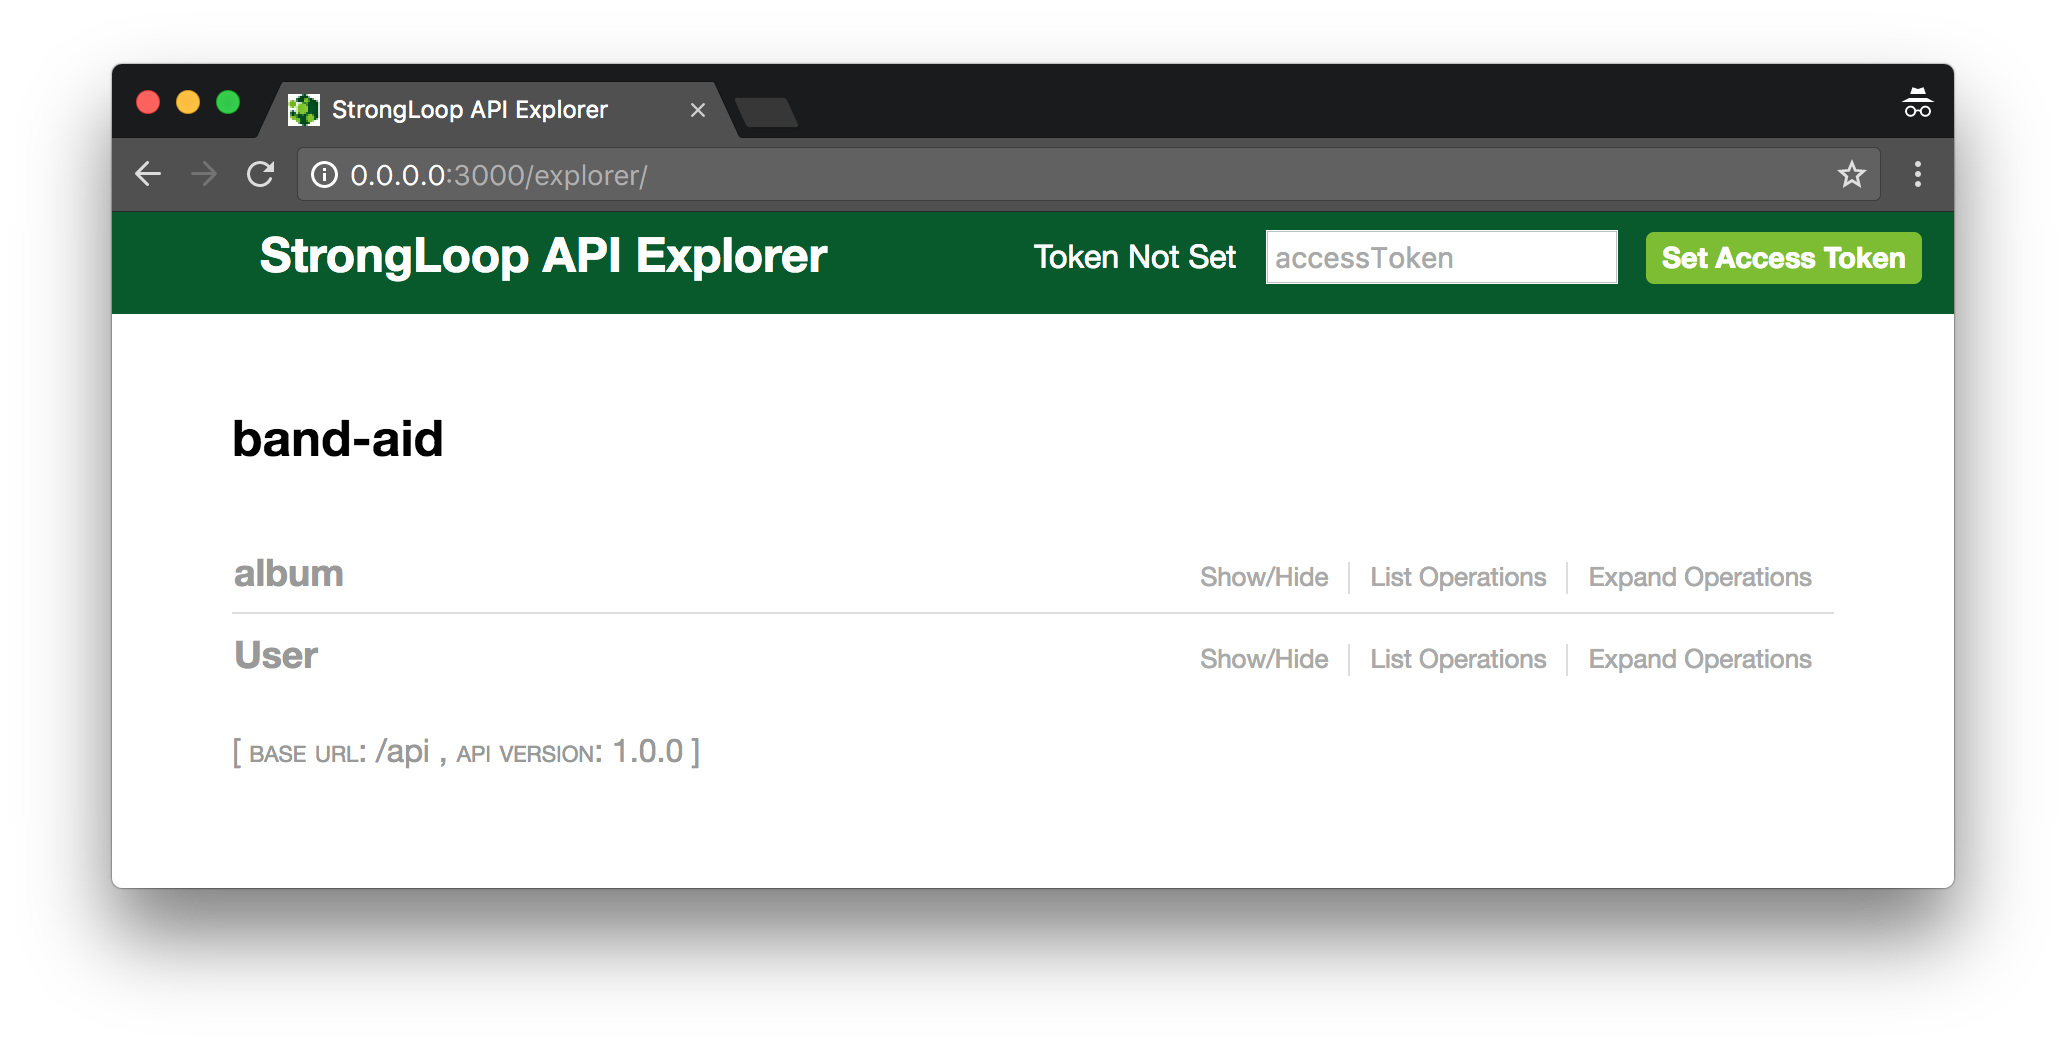 StrongLoop API Explorer
0.0.0.0:3000/explorer/
StrongLoop API Explorer Token Not Set accessToken Set Access Token
band-aid
album Show/Hide List Operations Expand Operations
User Show/Hide List Operations Expand Operations
[ BASE URL: /api , API VERSION: 1.0.0 ]